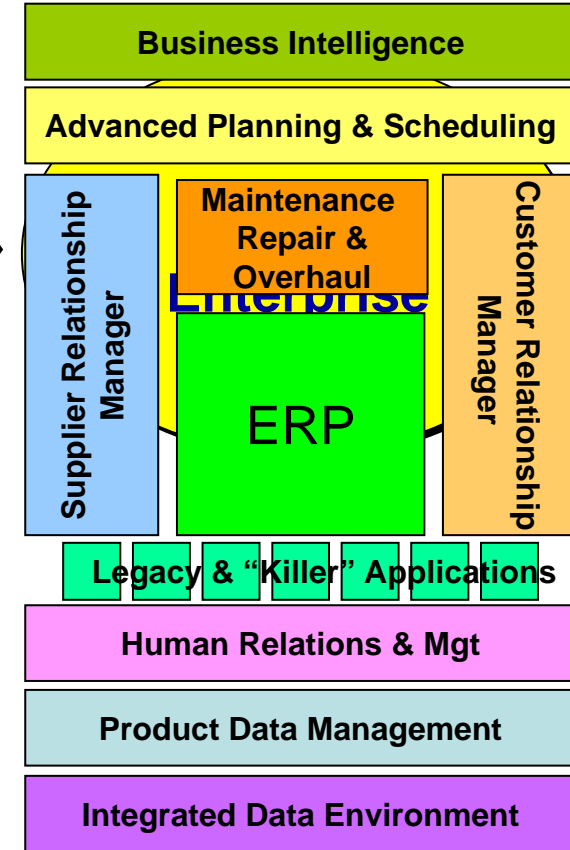 Business Intelligence
Advanced Planning & Scheduling
Supplier Relationship
Manager
Maintenance
Repair &
Overhaul
Enterprise
ERP
Customer Relationship
Manager
Legacy & “Killer” Applications
Human Relations & Mgt
Product Data Management
Integrated Data Environment